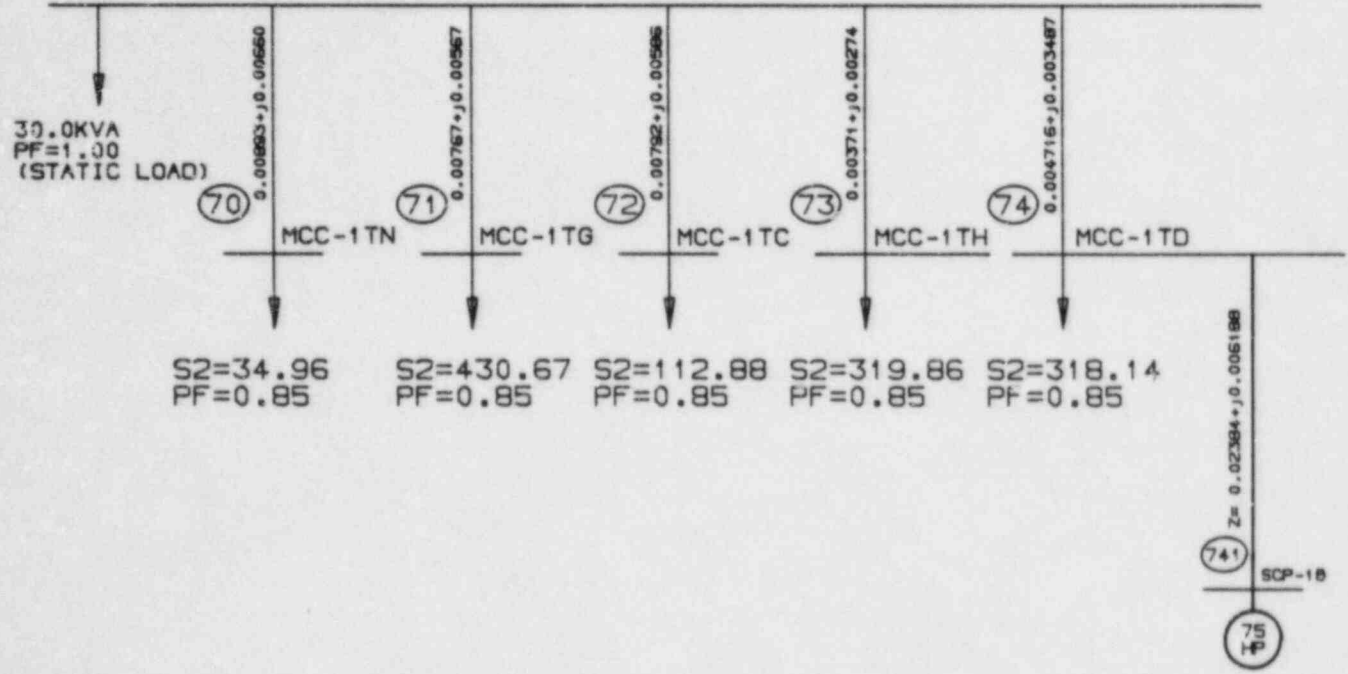 0.00893+j0.00660
0.00767+j0.00567
0.00792+j0.00586
0.00371+j0.00274
0.004716+j0.003487
30.0KVA
PF=1.00
(STATIC LOAD)
70
71
72
73
74
MCC-1TN
MCC-1TG
MCC-1TC
MCC-1TH
MCC-1TD
S2=34.96
PF=0.85
S2=430.67
PF=0.85
S2=112.88
PF=0.85
S2=319.86
PF=0.85
S2=318.14
PF=0.85
Z= 0.02384+j0.006188
741
SCP-1B
75
HP